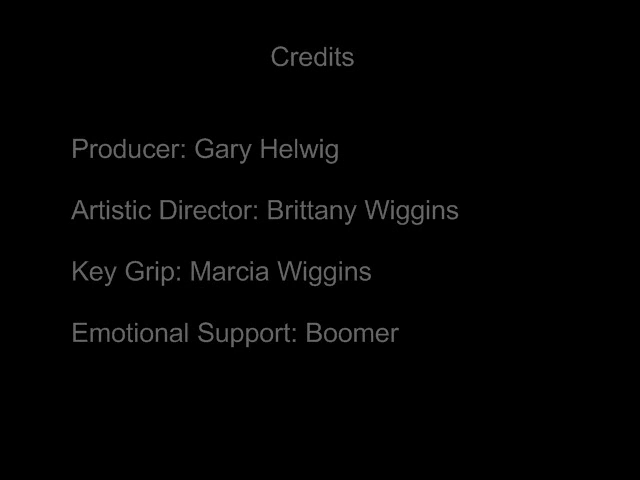 Credits
Producer: Gary Helwig
Artistic Director: Brittany Wiggins
Key Grip: Marcia Wiggins
Emotional Support: Boomer